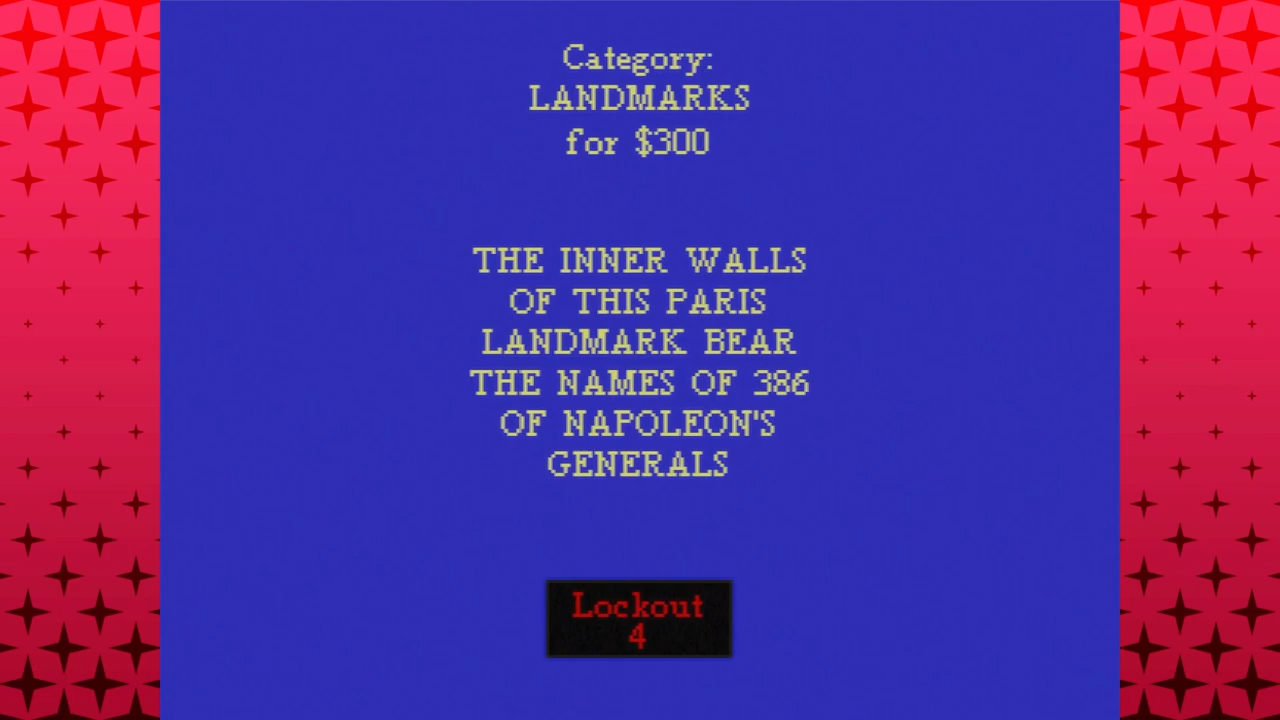 Category:
LANDMARKS
for $300
THE INNER WALLS
OF THIS PARIS
LANDMARK BEAR
THE NAMES OF 386
OF NAPOLEON'S
GENERALS
Lockout
4